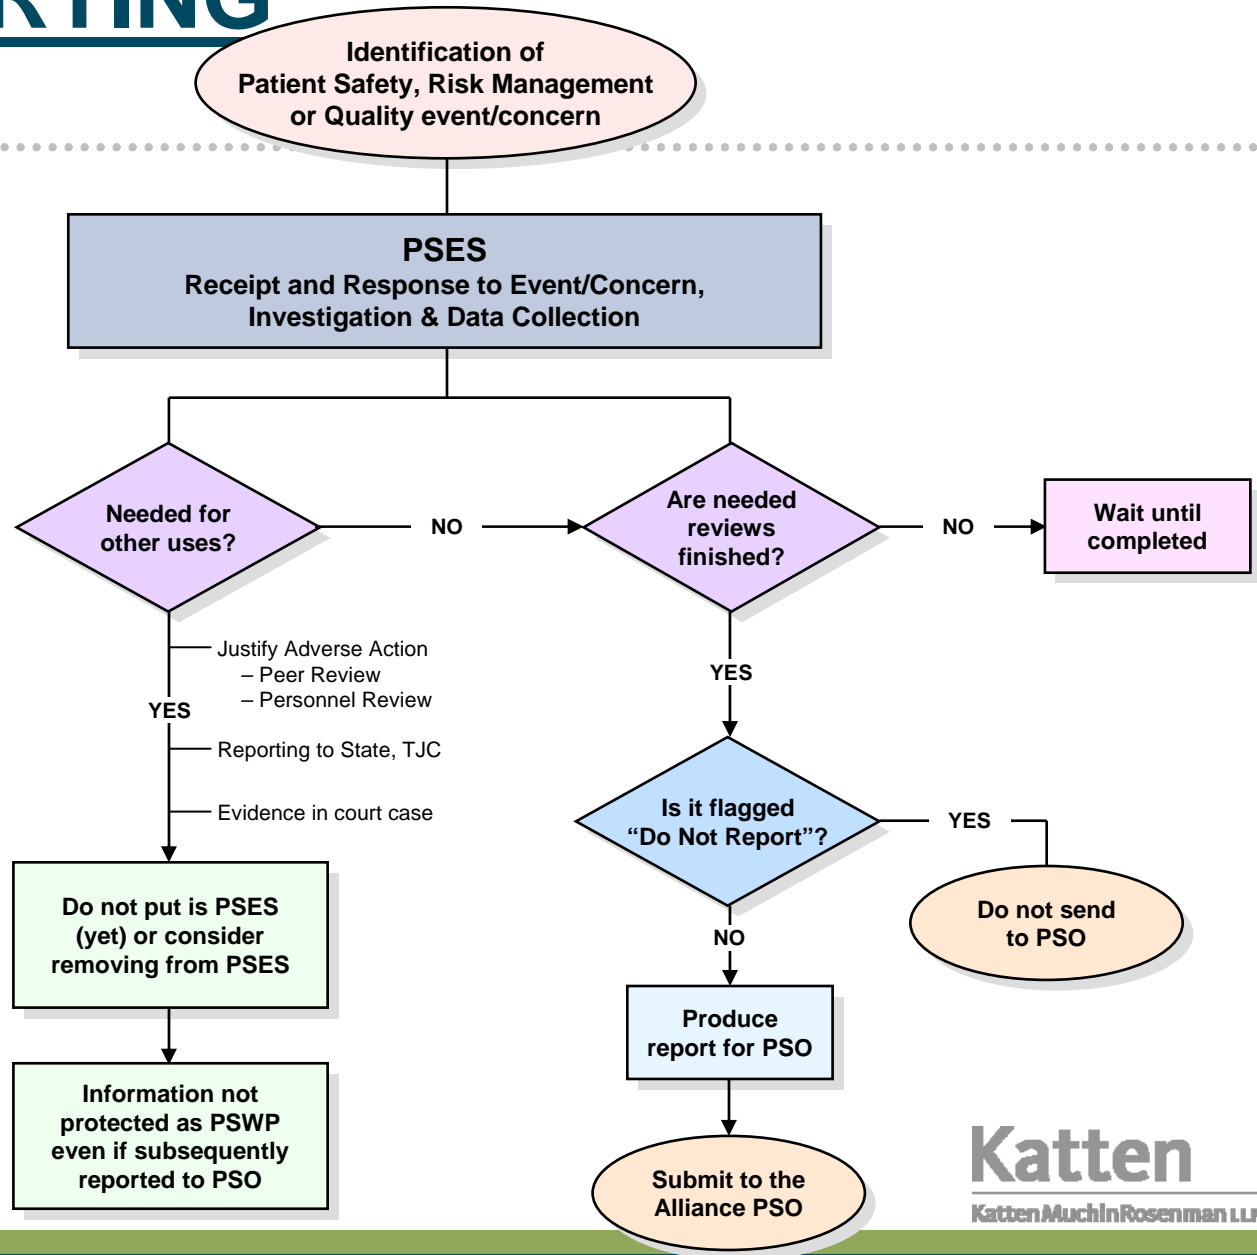 RTING
Identification of
Patient Safety, Risk Management
or Quality event/concern
PSES
Receipt and Response to Event/Concern,
Investigation & Data Collection
Needed for
other uses?
NO
Are needed
reviews
finished?
NO
Wait until
completed
Justify Adverse Action
– Peer Review
– Personnel Review
YES
Reporting to State, TJC
Evidence in court case
YES
Is it flagged
“Do Not Report”?
YES
Do not put is PSES
(yet) or consider
removing from PSES
Do not send
to PSO
NO
Produce
report for PSO
Information not
protected as PSWP
even if subsequently
reported to PSO
Submit to the
Alliance PSO
Katten
KattenMuchinRosenman LLP